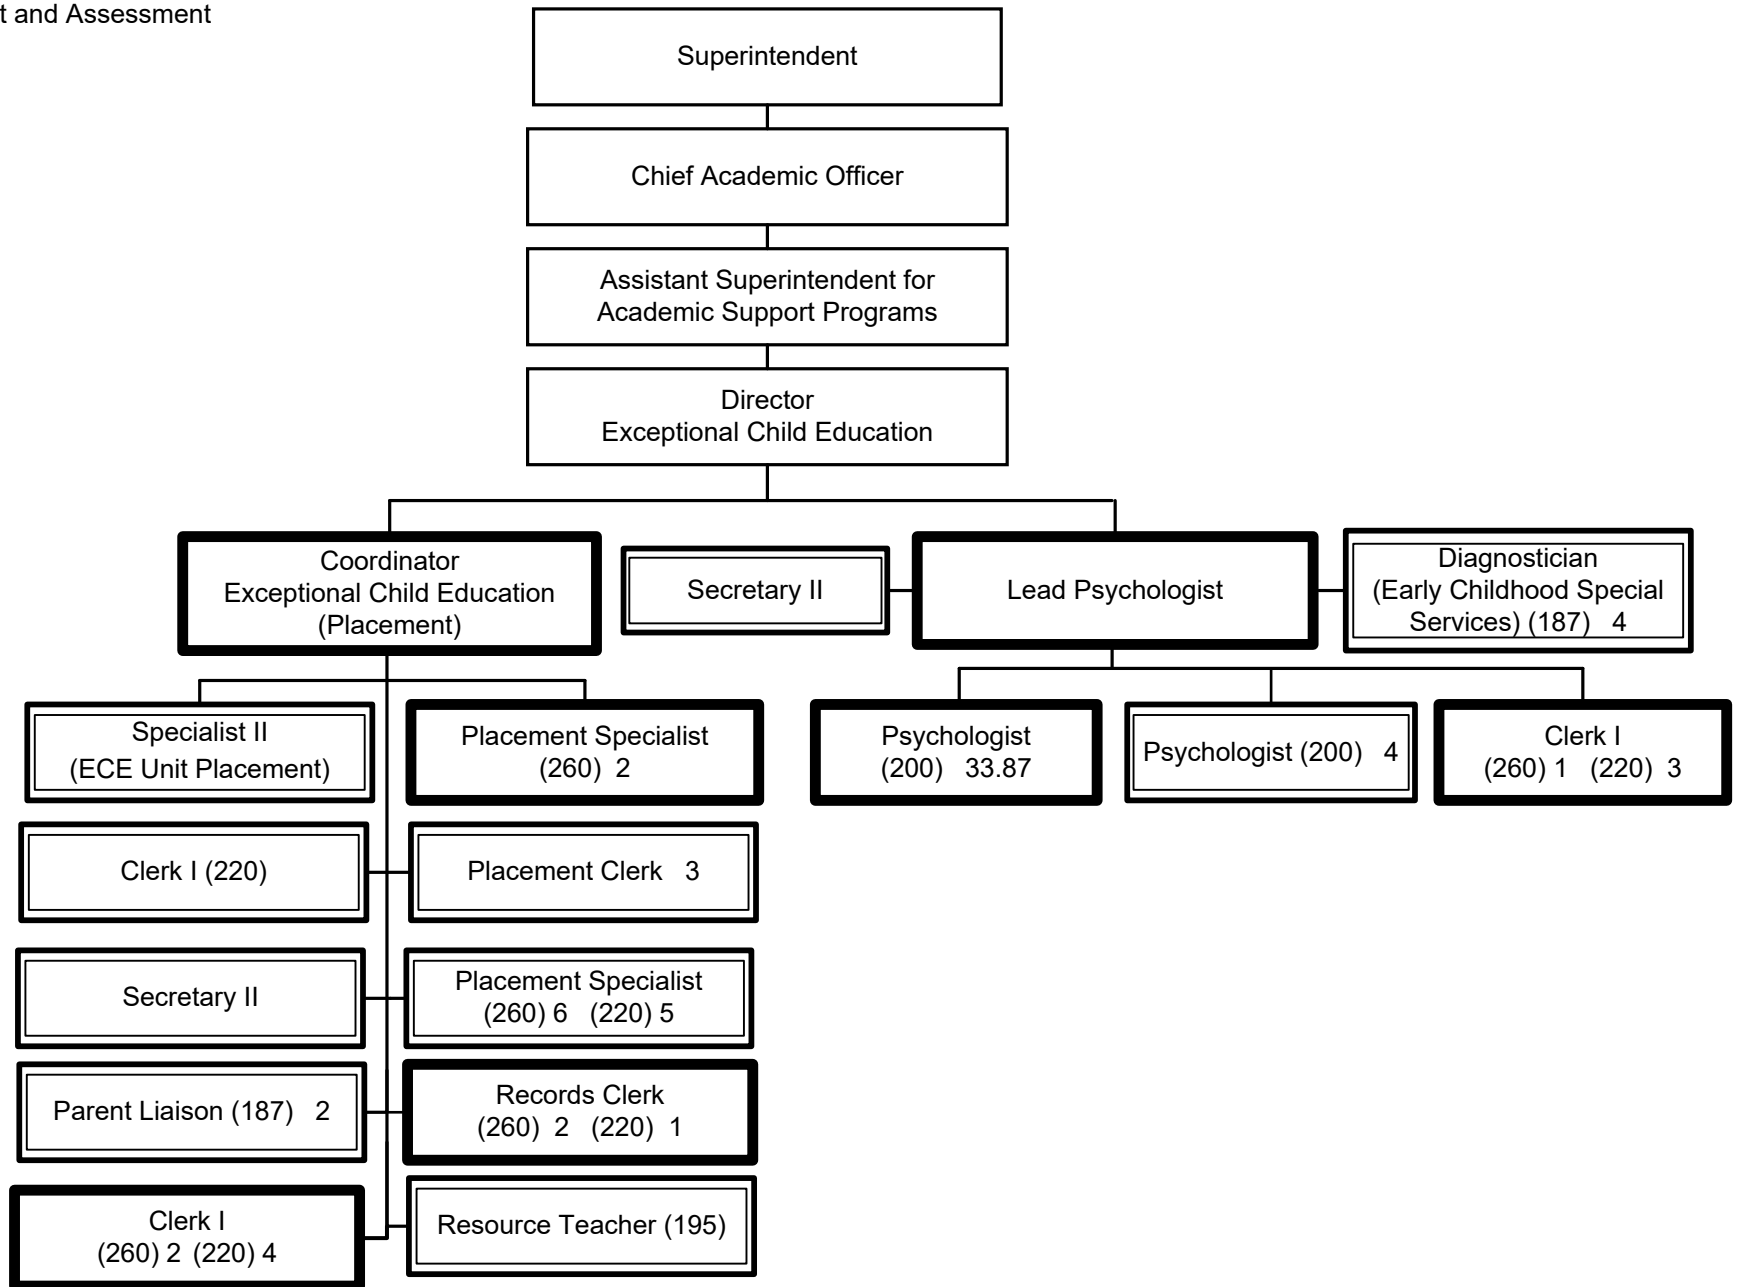 t and Assessment
Superintendent
Chief Academic Officer
Assistant Superintendent for
Academic Support Programs
Director
Exceptional Child Education
Coordinator
Exceptional Child Education
(Placement)
Secretary II
Lead Psychologist
Diagnostician
(Early Childhood Special
Services) (187) 4
Specialist II
(ECE Unit Placement)
Placement Specialist
(260) 2
Psychologist
(200) 33.87
Psychologist (200) 4
Clerk I
(260) 1 (220) 3
Clerk I (220)
Placement Clerk 3
Secretary II
Placement Specialist
(260) 6 (220) 5
Parent Liaison (187) 2
Records Clerk
(260) 2 (220) 1
Clerk I
(260) 2 (220) 4
Resource Teacher (195)